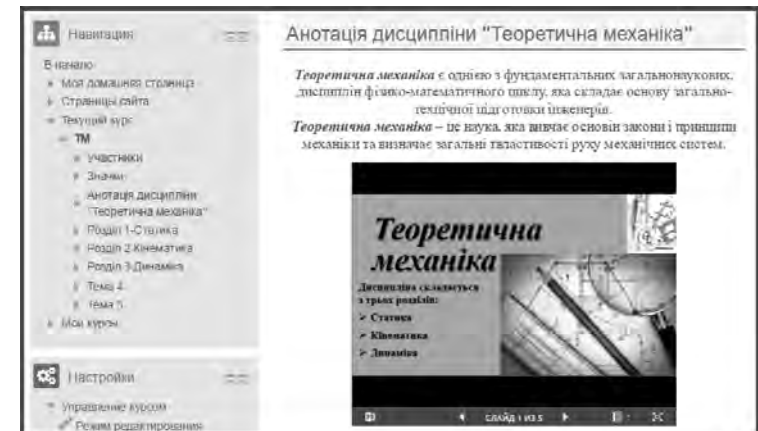 Навигация
В начало
Моя домашняя страница
Страницы сайта
Текущий курс
ТМ
Участники
Значки
Анотація дисципліни
"Теоретична механіка"
Розділ 1-Статика
Розділ 2-Кінематика
Розділ 3-Динаміка
Тема 4
Тема 5
Мои курсы
Настройки
Управление курсом
Режим редактирования
Анотація дисципліни "Теоретична механіка"
Теоретична механіка є однією з фундаментальних загальнонаукових
дисциплін фізико-математичного циклу, яка складає основу загально-
технічної підготовки інженерів.
Теоретична механіка – це наука, яка вивчає основні закони і принципи
механіки та визначає загальні властивості руху механічних систем.
Теоретична
механіка
Дисципліна складається
з трьох розділів:
➢ Статика
➢ Кінематика
➢ Динаміка
СЛАЙД 1 ИЗ 5